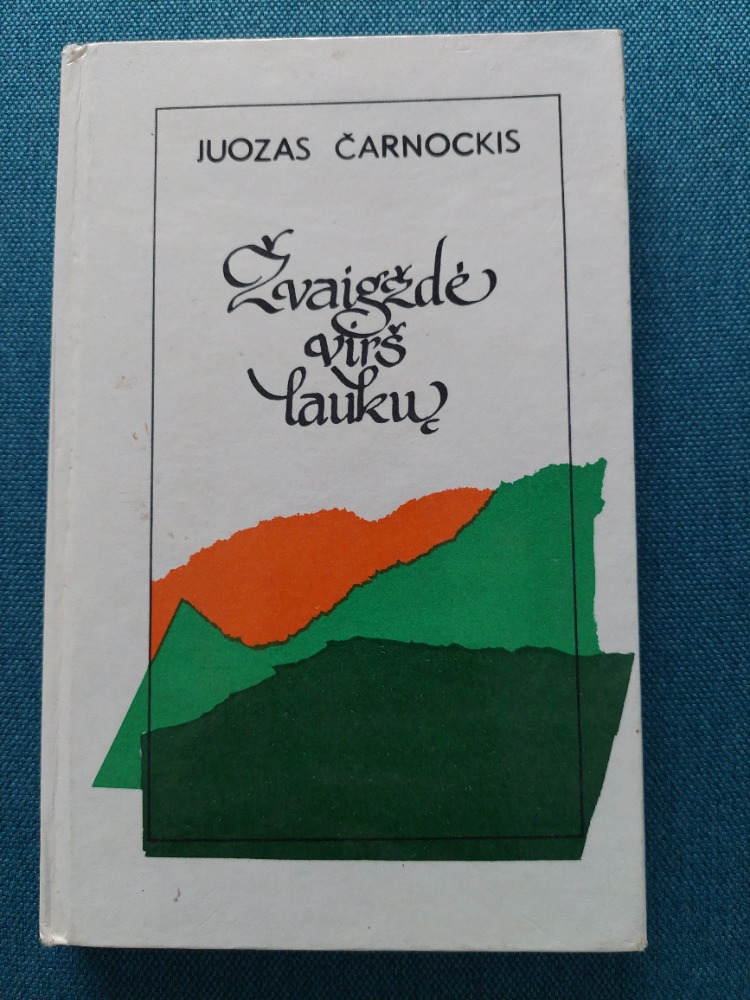 JUOZAS ČARNOCKIS
Žvaigždė
virš
laukų